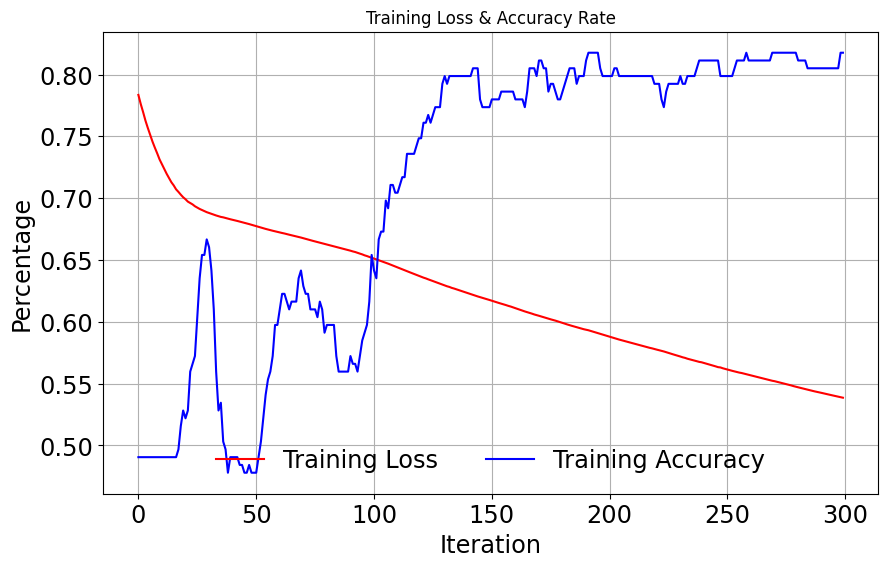 Training Loss & Accuracy Rate
Percentage
0.80
0.75
0.70
0.65
0.60
0.55
0.50
Training Loss
Training Accuracy
0 50 100 150 200 250 300
Iteration